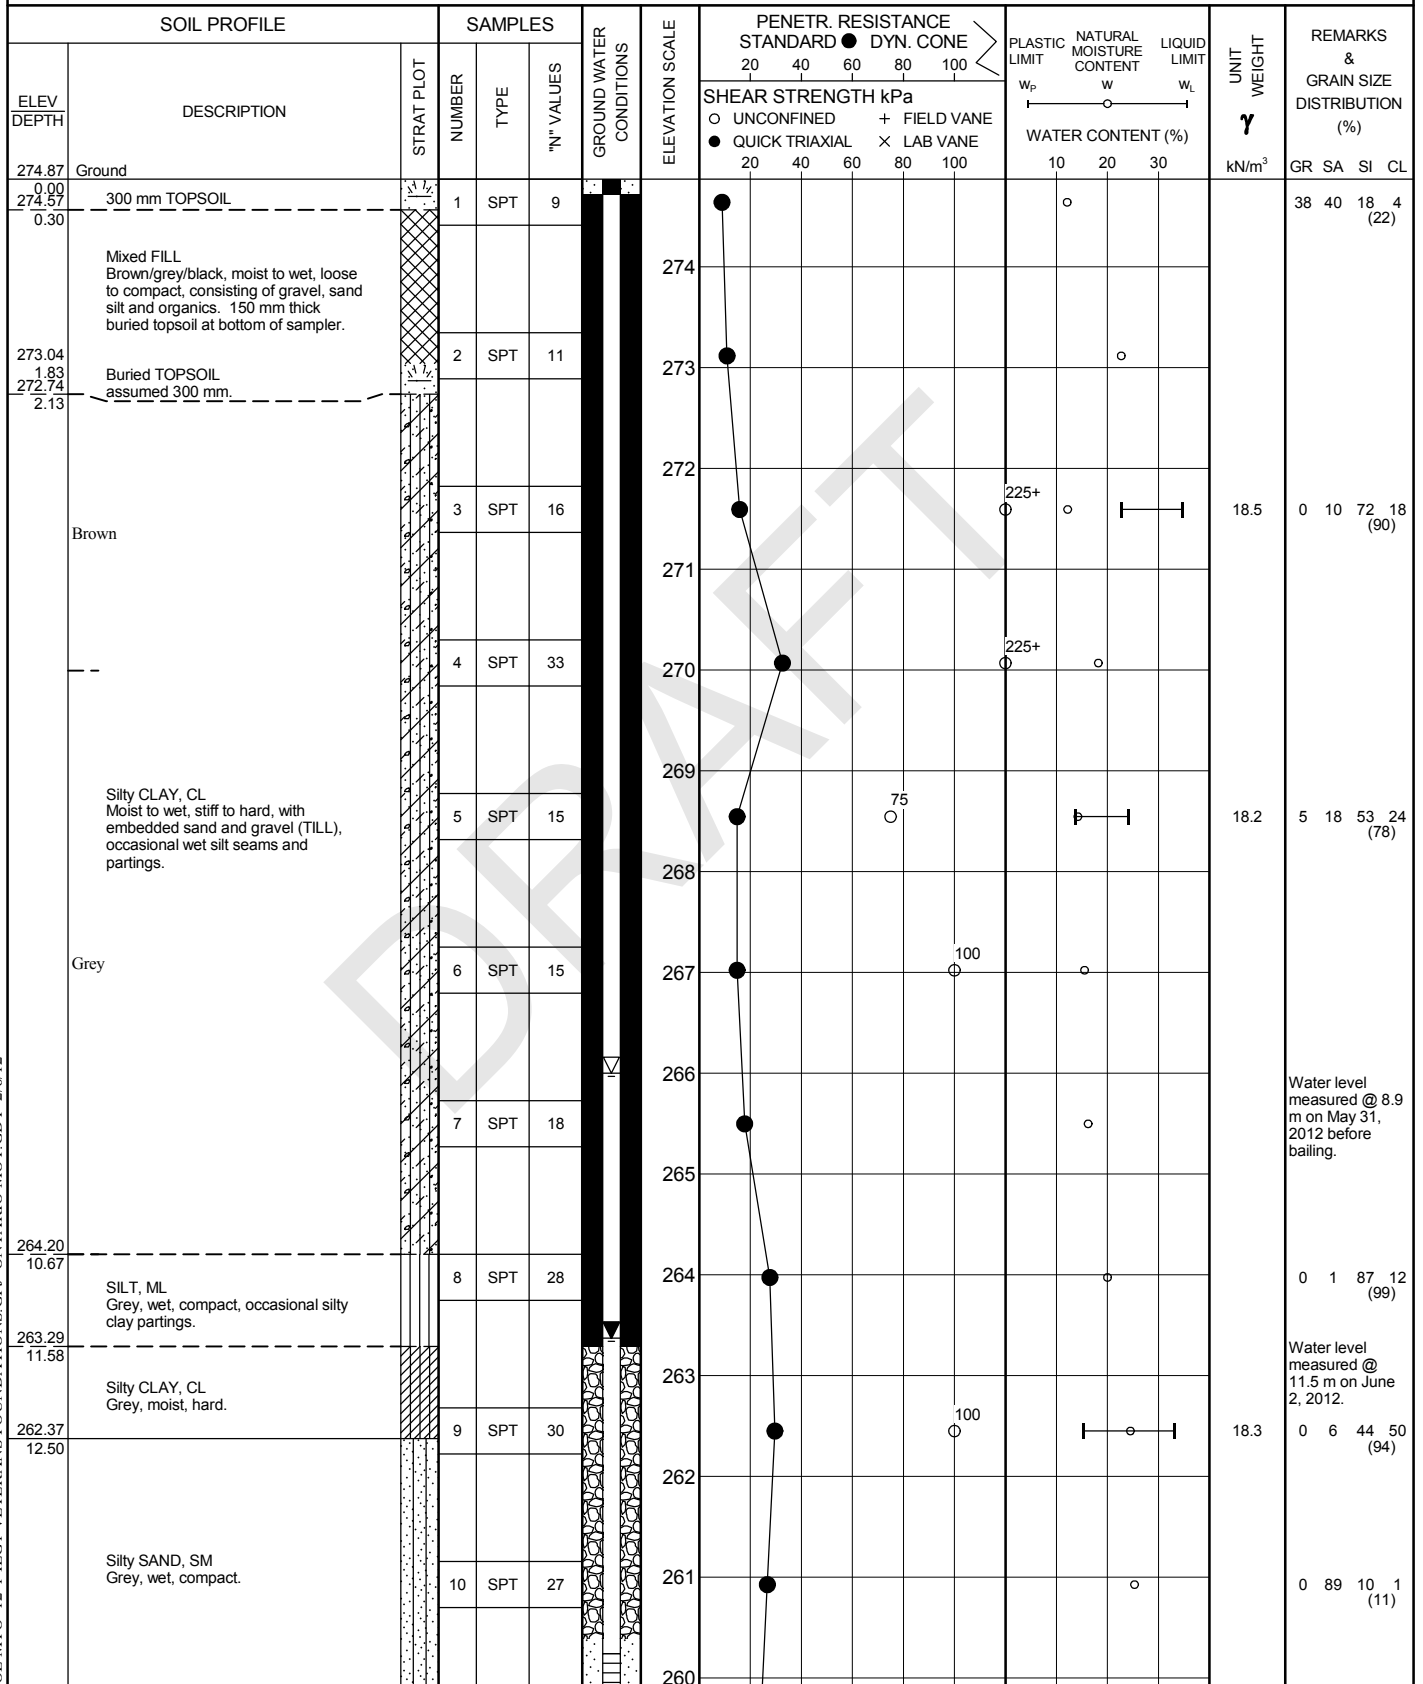 SOIL PROFILE
SAMPLES
GROUND WATER
CONDITIONS
ELEVATION SCALE
PENETR. RESISTANCE
STANDARD ● DYN. CONE
20 40 60 80 100
SHEAR STRENGTH kPa
○ UNCONFINED + FIELD VANE
● QUICK TRIAXIAL × LAB VANE
20 40 60 80 100
PLASTIC
LIMIT
NATURAL
MOISTURE
CONTENT
LIQUID
LIMIT
WP W WL
WATER CONTENT (%)
10 20 30
UNIT
WEIGHT
γ
kN/m³
REMARKS
&
GRAIN SIZE
DISTRIBUTION
(%)
GR SA SI CL
ELEV
DEPTH
DESCRIPTION
STRAT PLOT
NUMBER
TYPE
"N" VALUES
274.87 Ground
0.00
274.57
0.30
300 mm TOPSOIL
1 SPT 9
38 40 18 4
(22)
Mixed FILL
Brown/grey/black, moist to wet, loose
to compact, consisting of gravel, sand
silt and organics. 150 mm thick
buried topsoil at bottom of sampler.
274
273.04
1.83
272.74
2.13
Buried TOPSOIL
assumed 300 mm.
2 SPT 11
273
272
Brown
3 SPT 16
225+
18.5
0 10 72 18
(90)
271
4 SPT 33
225+
270
269
Silty CLAY, CL
Moist to wet, stiff to hard, with
embedded sand and gravel (TILL),
occasional wet silt seams and
partings.
5 SPT 15
75
18.2
5 18 53 24
(78)
268
Grey
6 SPT 15
100
267
266
Water level
measured @ 8.9
m on May 31,
2012 before
bailing.
7 SPT 18
265
264.20
10.67
SILT, ML
Grey, wet, compact, occasional silty
clay partings.
8 SPT 28
264
0 1 87 12
(99)
263.29
11.58
Water level
measured @
11.5 m on June
2, 2012.
263
Silty CLAY, CL
Grey, moist, hard.
262.37
12.50
9 SPT 30
100
18.3
0 6 44 50
(94)
262
Silty SAND, SM
Grey, wet, compact.
10 SPT 27
261
0 89 10 1
(11)
260
DRAFT